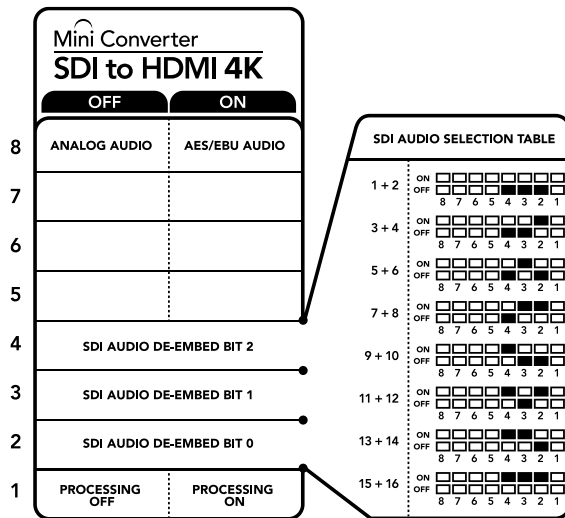 Mini Converter
SDI to HDMI 4K
OFF ON
8 ANALOG AUDIO AES/EBU AUDIO
7
6
5
4 SDI AUDIO DE-EMBED BIT 2
3 SDI AUDIO DE-EMBED BIT 1
2 SDI AUDIO DE-EMBED BIT 0
1 PROCESSING OFF PROCESSING ON
SDI AUDIO SELECTION TABLE
1 + 2 ON
OFF
8 7 6 5 4 3 2 1
3 + 4 ON
OFF
8 7 6 5 4 3 2 1
5 + 6 ON
OFF
8 7 6 5 4 3 2 1
7 + 8 ON
OFF
8 7 6 5 4 3 2 1
9 + 10 ON
OFF
8 7 6 5 4 3 2 1
11 + 12 ON
OFF
8 7 6 5 4 3 2 1
13 + 14 ON
OFF
8 7 6 5 4 3 2 1
15 + 16 ON
OFF
8 7 6 5 4 3 2 1